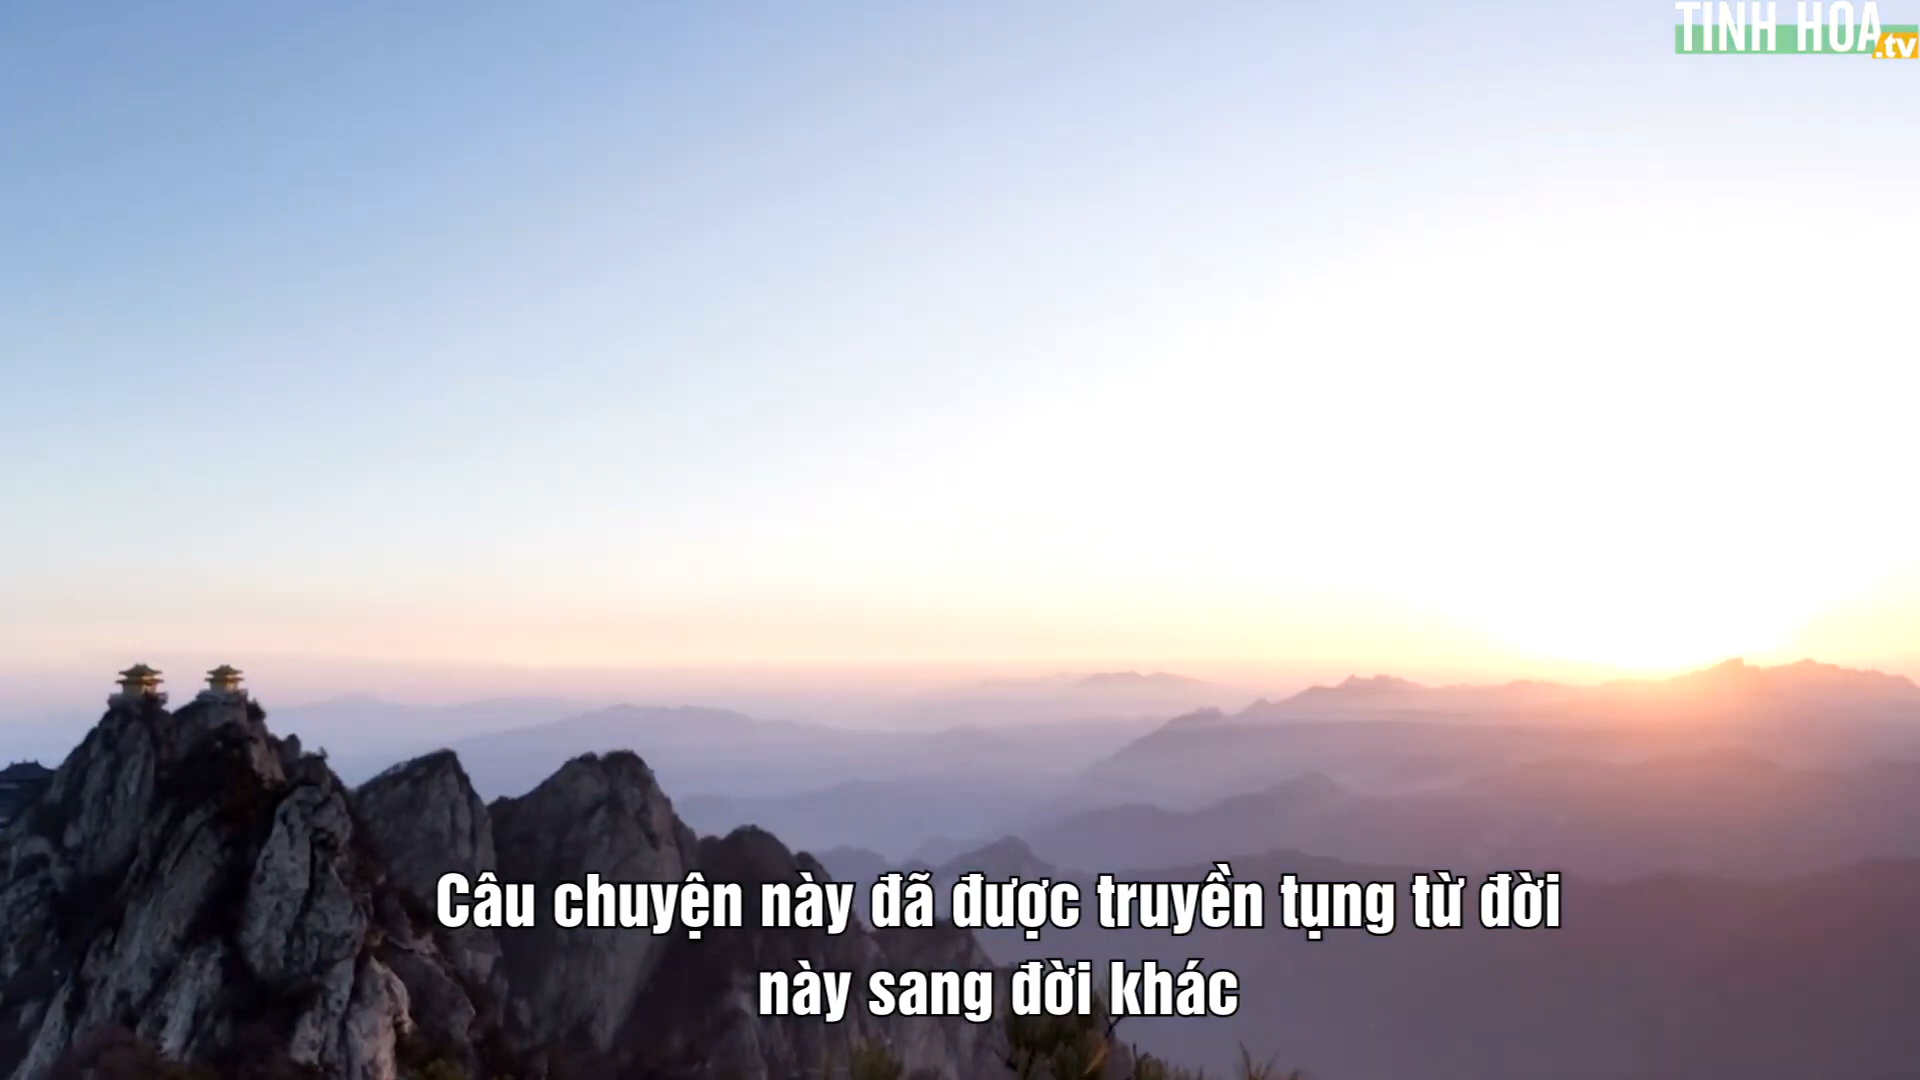 TINH HOA
.tv
Câu chuyện này đã được truyền tụng từ đời
này sang đời khác